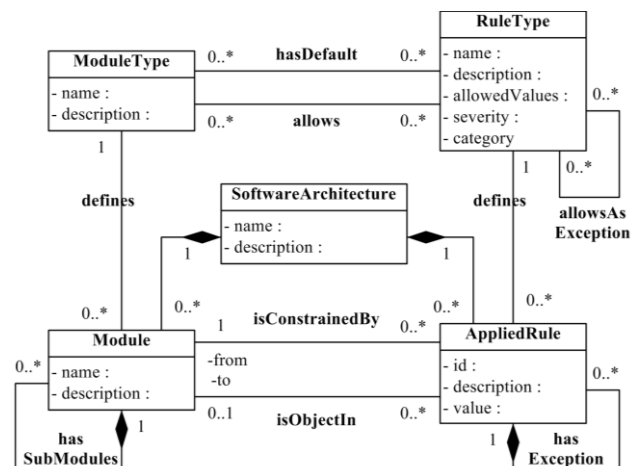 RuleType
ModuleType
0..* hasDefault 0..*
- name :
- description :
- allowedValues :
- severity :
- category
- name :
- description :
0..*
0..* allows 0..*
1
0..*
1
defines
SoftwareArchitecture
defines
allowsAs
Exception
- name :
- description :
1
1
0..*
0..*
0..*
0..*
Module
1 isConstrainedBy 0..*
AppliedRule
0..*
- name :
- description :
-from
-to
- id :
- description :
- value :
0..*
0..1 isObjectIn 0..*
1
has
SubModules
1
has
Exception